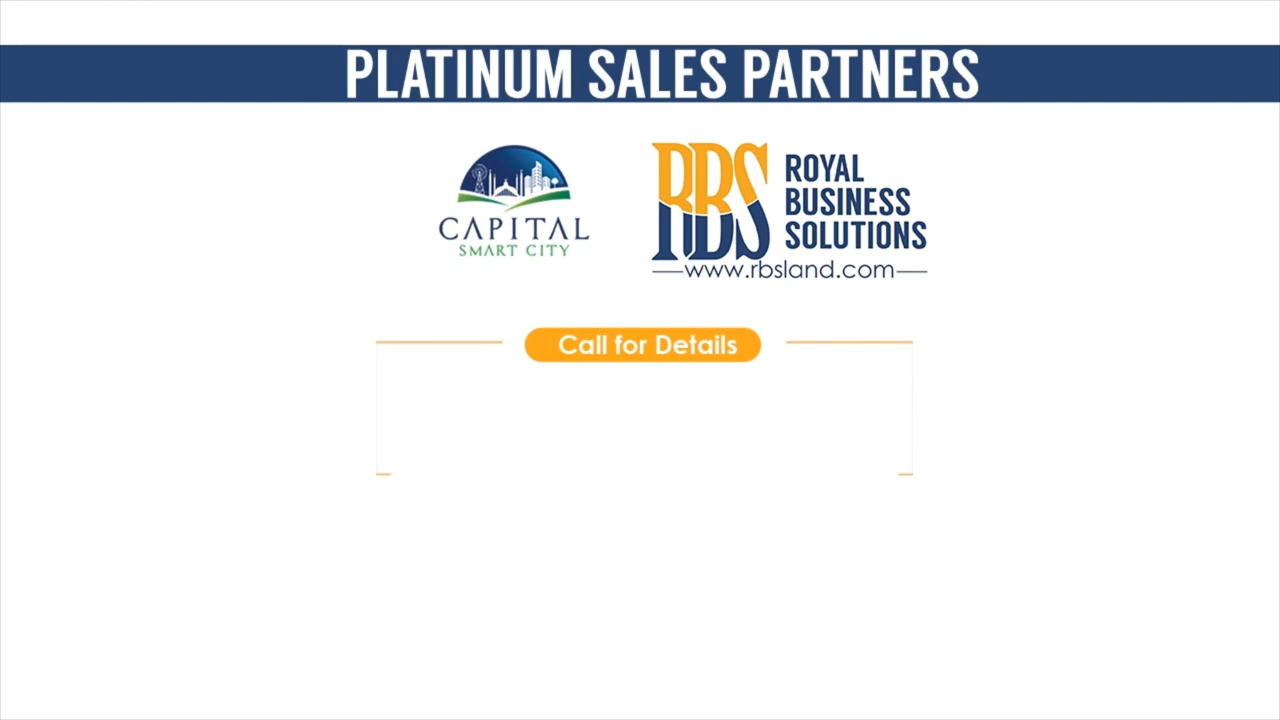 PLATINUM SALES PARTNERS
CAPITAL
SMART CITY
RBS
ROYAL
BUSINESS
SOLUTIONS
www.rbsland.com
Call for Details